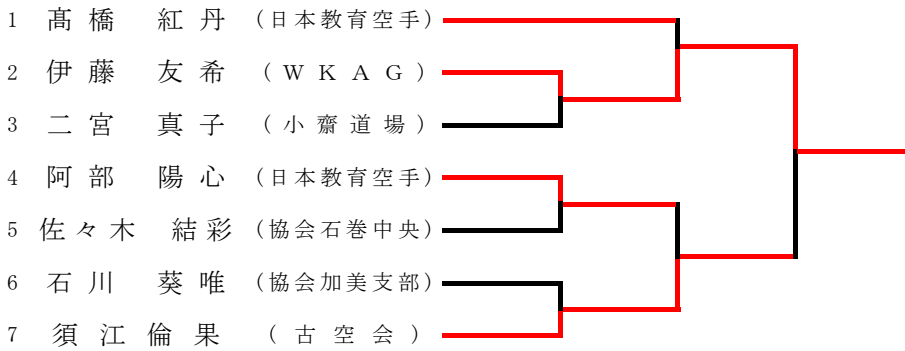 1 髙橋 紅丹 (日本教育空手)
2 伊藤 友希 (WKAG)
3 二宮 真子 (小齋道場)
4 阿部 陽心 (日本教育空手)
5 佐々木 結彩 (協会石巻中央)
6 石川 葵唯 (協会加美支部)
7 須江倫果 (古空会)